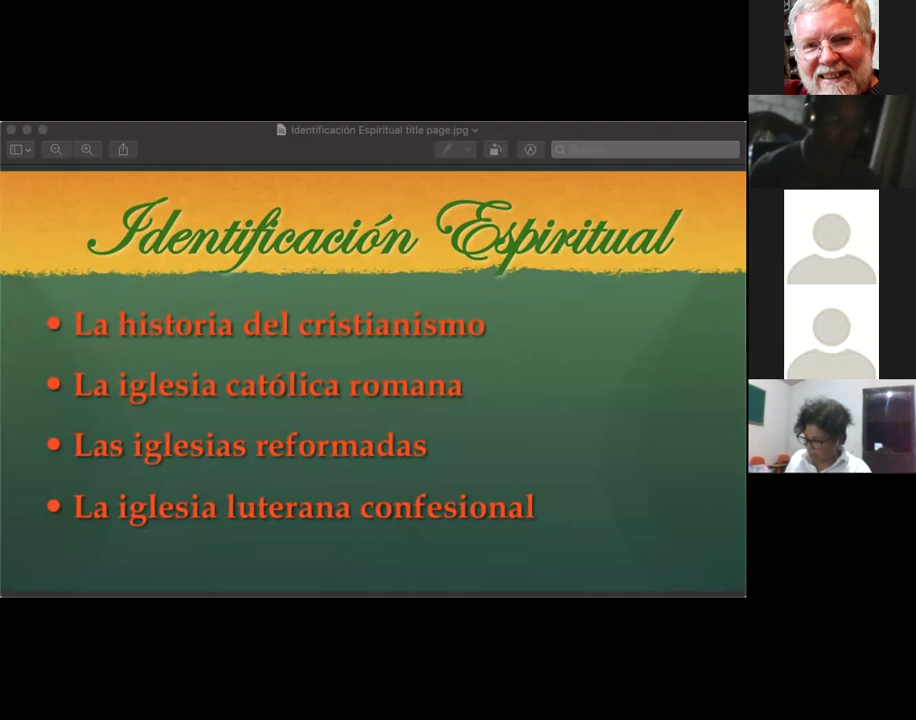 Identificación Espiritual title page.jpg
Identificación Espiritual
• La historia del cristianismo
• La iglesia católica romana
• Las iglesias reformadas
• La iglesia luterana confesional